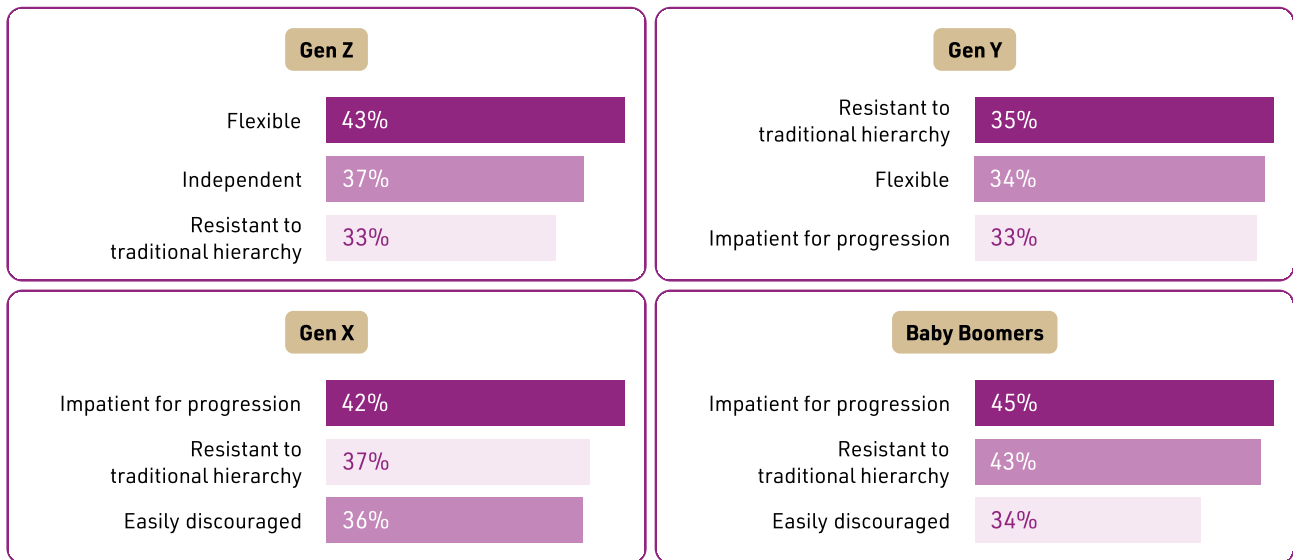 Gen Z
Flexible
43%
Independent
37%
Resistant to
traditional hierarchy
33%
Gen Y
Resistant to
traditional hierarchy
35%
Flexible
34%
Impatient for progression
33%
Gen X
Impatient for progression
42%
Resistant to
traditional hierarchy
37%
Easily discouraged
36%
Baby Boomers
Impatient for progression
45%
Resistant to
traditional hierarchy
43%
Easily discouraged
34%